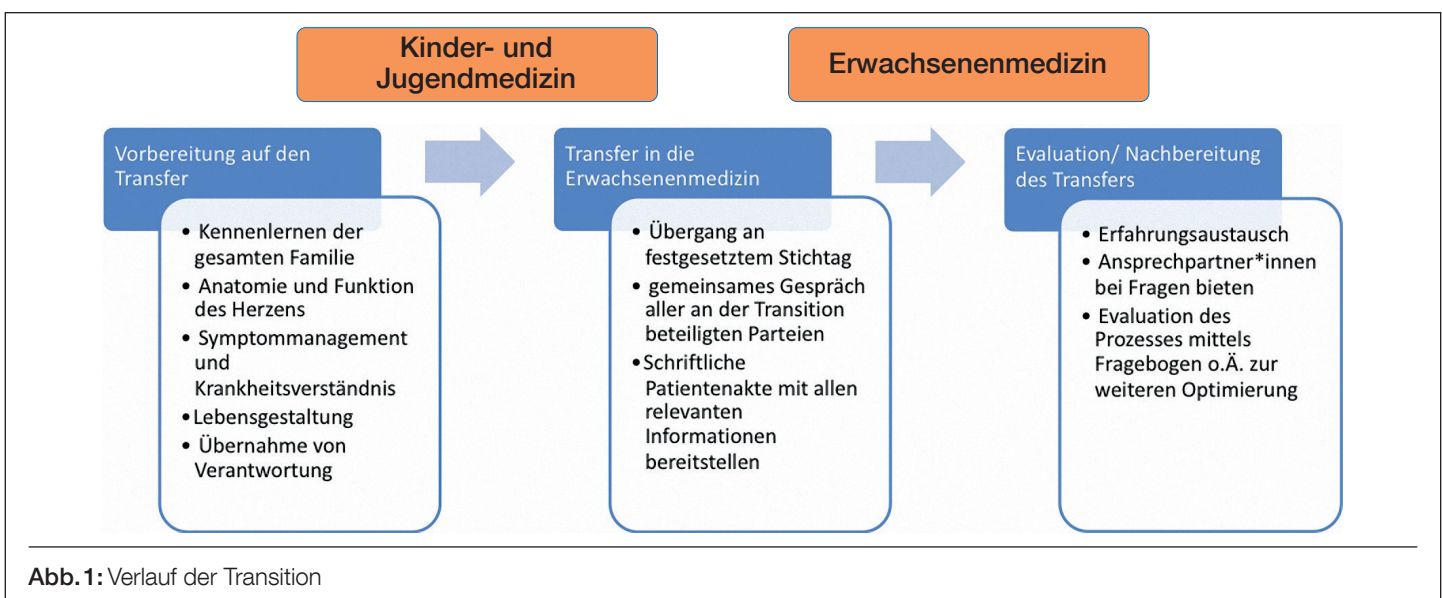 Kinder- und
Jugendmedizin
Erwachsenenmedizin
Vorbereitung auf den
Transfer
• Kennenlernen der
gesamten Familie
• Anatomie und Funktion
des Herzens
• Symptommanagement
und
Krankheitsverständnis
•Lebensgestaltung
• Übernahme von
Verantwortung
Transfer in die
Erwachsenenmedizin
• Übergang an
festgesetztem Stichtag
• gemeinsames Gespräch
aller an der Transition
beteiligten Parteien
•Schriftliche
Patientenakte mit allen
relevanten
Informationen
bereitstellen
Evaluation/ Nachbereitung
des Transfers
• Erfahrungsaustausch
• Ansprechpartner*innen
bei Fragen bieten
• Evaluation des
Prozesses mittels
Fragebogen o.Ä. zur
weiteren Optimierung
Abb.1: Verlauf der Transition